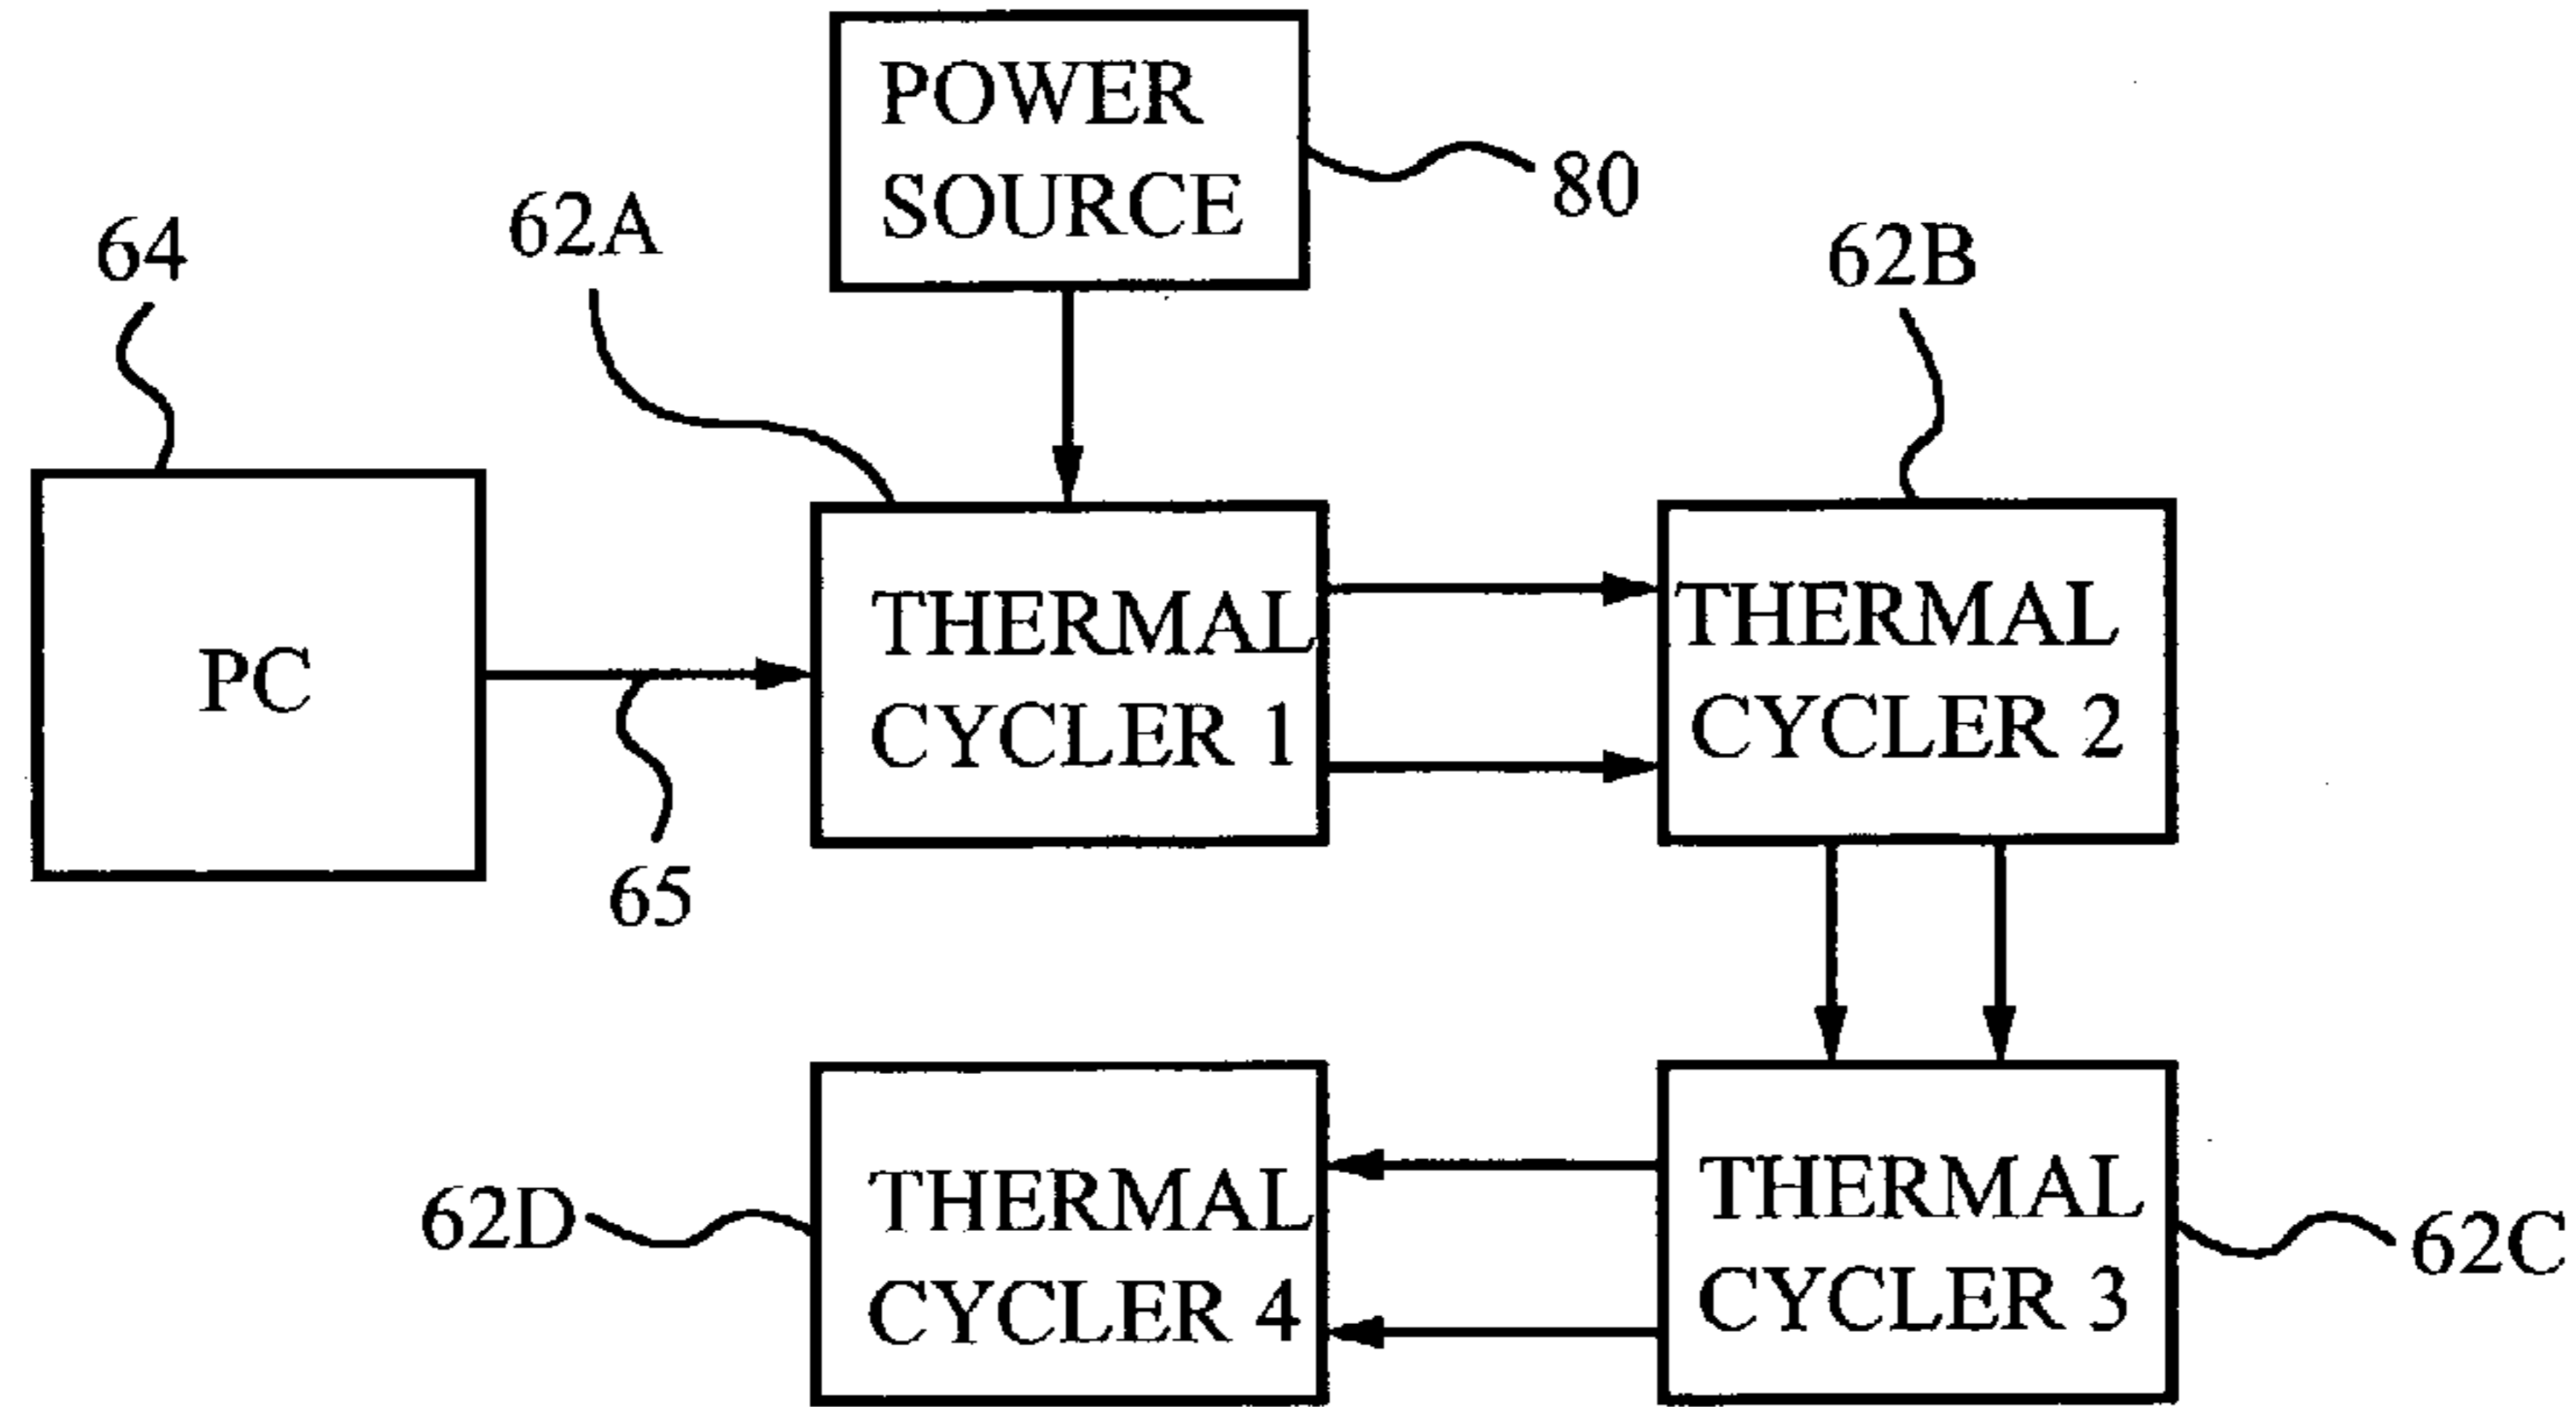 POWER
SOURCE
80
62A
64
62B
PC
THERMAL
CYCLER 1
THERMAL
CYCLER 2
65
THERMAL
CYCLER 4
THERMAL
CYCLER 3
62D
62C